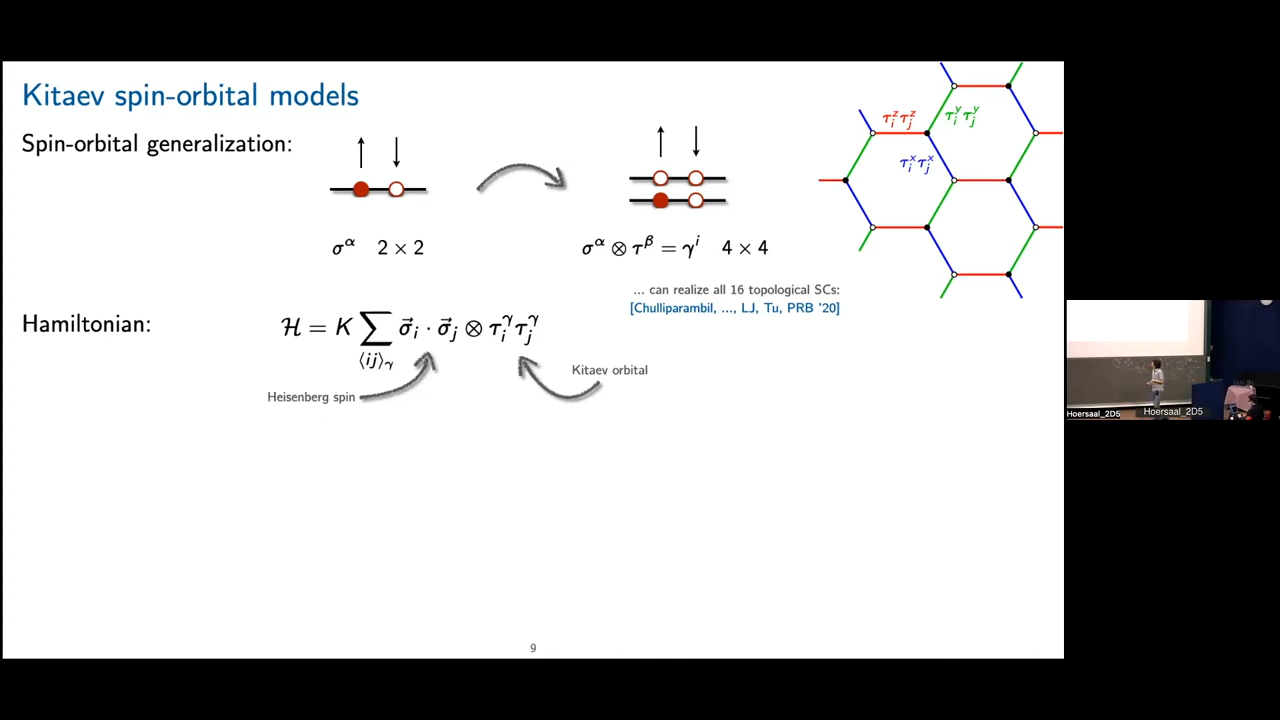 Kitaev spin-orbital models
Spin-orbital generalization:
σ^α 2 × 2
σ^α ⊗ τ^β = γ^i 4 × 4
... can realize all 16 topological SCs:
[Chulliparambil, ..., LJ, Tu, PRB '20]
τ_i^z τ_j^z
τ_i^y τ_j^y
τ_i^x τ_j^x
Hamiltonian:
ℋ = K ∑_{⟨ij⟩_γ} σ⃗_i · σ⃗_j ⊗ τ_i^γ τ_j^γ
Kitaev orbital
Heisenberg spin
9
Hoersaal_2D5
Hoersaal_2D5